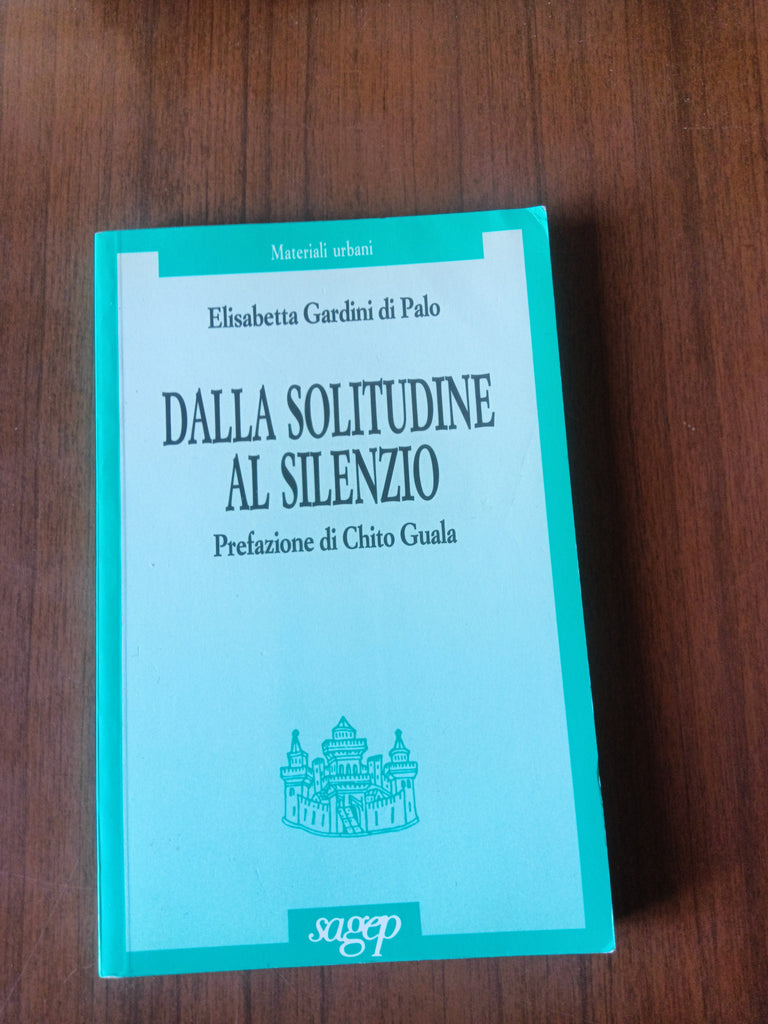 Materiali urbani
Elisabetta Gardini di Palo
DALLA SOLITUDINE
AL SILENZIO
Prefazione di Chito Guala
sagep